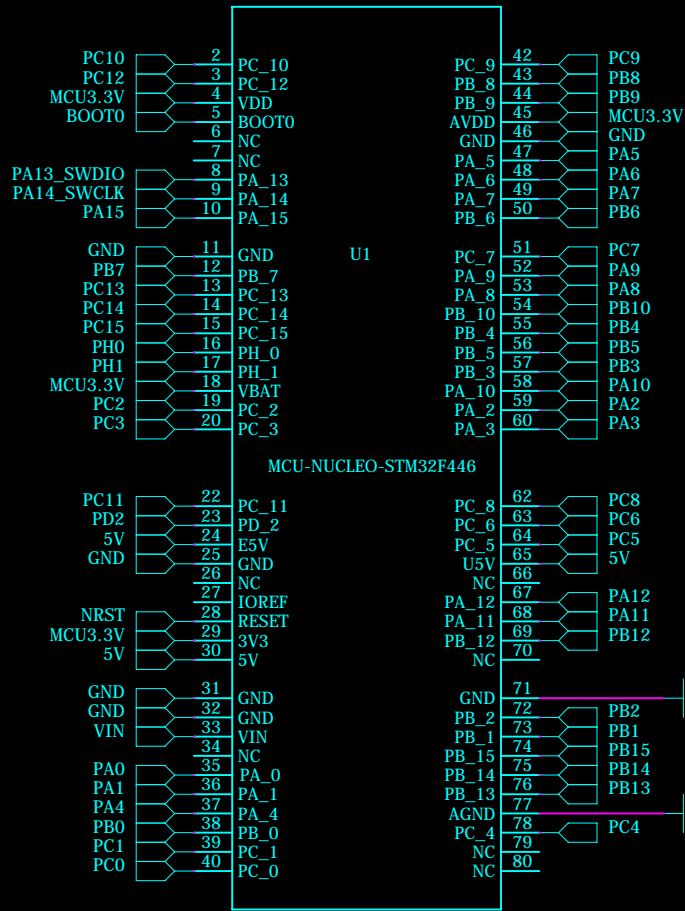 PC10 2 PC_10 PC_9 42 PC9
PC12 3 PC_12 PB_8 43 PB8
MCU3.3V 4 VDD PB_9 44 PB9
BOOT0 5 BOOT0 AVDD 45 MCU3.3V
6 NC GND 46 GND
7 NC PA_5 47 PA5
PA13_SWDIO 8 PA_13 PA_6 48 PA6
PA14_SWCLK 9 PA_14 PA_7 49 PA7
PA15 10 PA_15 PB_6 50 PB6
U1
GND 11 GND PC_7 51 PC7
PB7 12 PB_7 PA_9 52 PA9
PC13 13 PC_13 PA_8 53 PA8
PC14 14 PC_14 PB_10 54 PB10
PC15 15 PC_15 PB_4 55 PB4
PH0 16 PH_0 PB_5 56 PB5
PH1 17 PH_1 PB_3 57 PB3
MCU3.3V 18 VBAT PA_10 58 PA10
PC2 19 PC_2 PA_2 59 PA2
PC3 20 PC_3 PA_3 60 PA3
MCU-NUCLEO-STM32F446
PC11 22 PC_11 PC_8 62 PC8
PD2 23 PD_2 PC_6 63 PC6
5V 24 E5V PC_5 64 PC5
GND 25 GND U5V 65 5V
26 NC NC 66
27 IOREF PA_12 67 PA12
NRST 28 RESET PA_11 68 PA11
MCU3.3V 29 3V3 PB_12 69 PB12
5V 30 5V NC 70
GND 31 GND GND 71
GND 32 GND PB_2 72 PB2
VIN 33 VIN PB_1 73 PB1
34 NC PB_15 74 PB15
PA0 35 PA_0 PB_14 75 PB14
PA1 36 PA_1 PB_13 76 PB13
PA4 37 PA_4 AGND 77
PB0 38 PB_0 PC_4 78 PC4
PC1 39 PC_1 NC 79
PC0 40 PC_0 NC 80